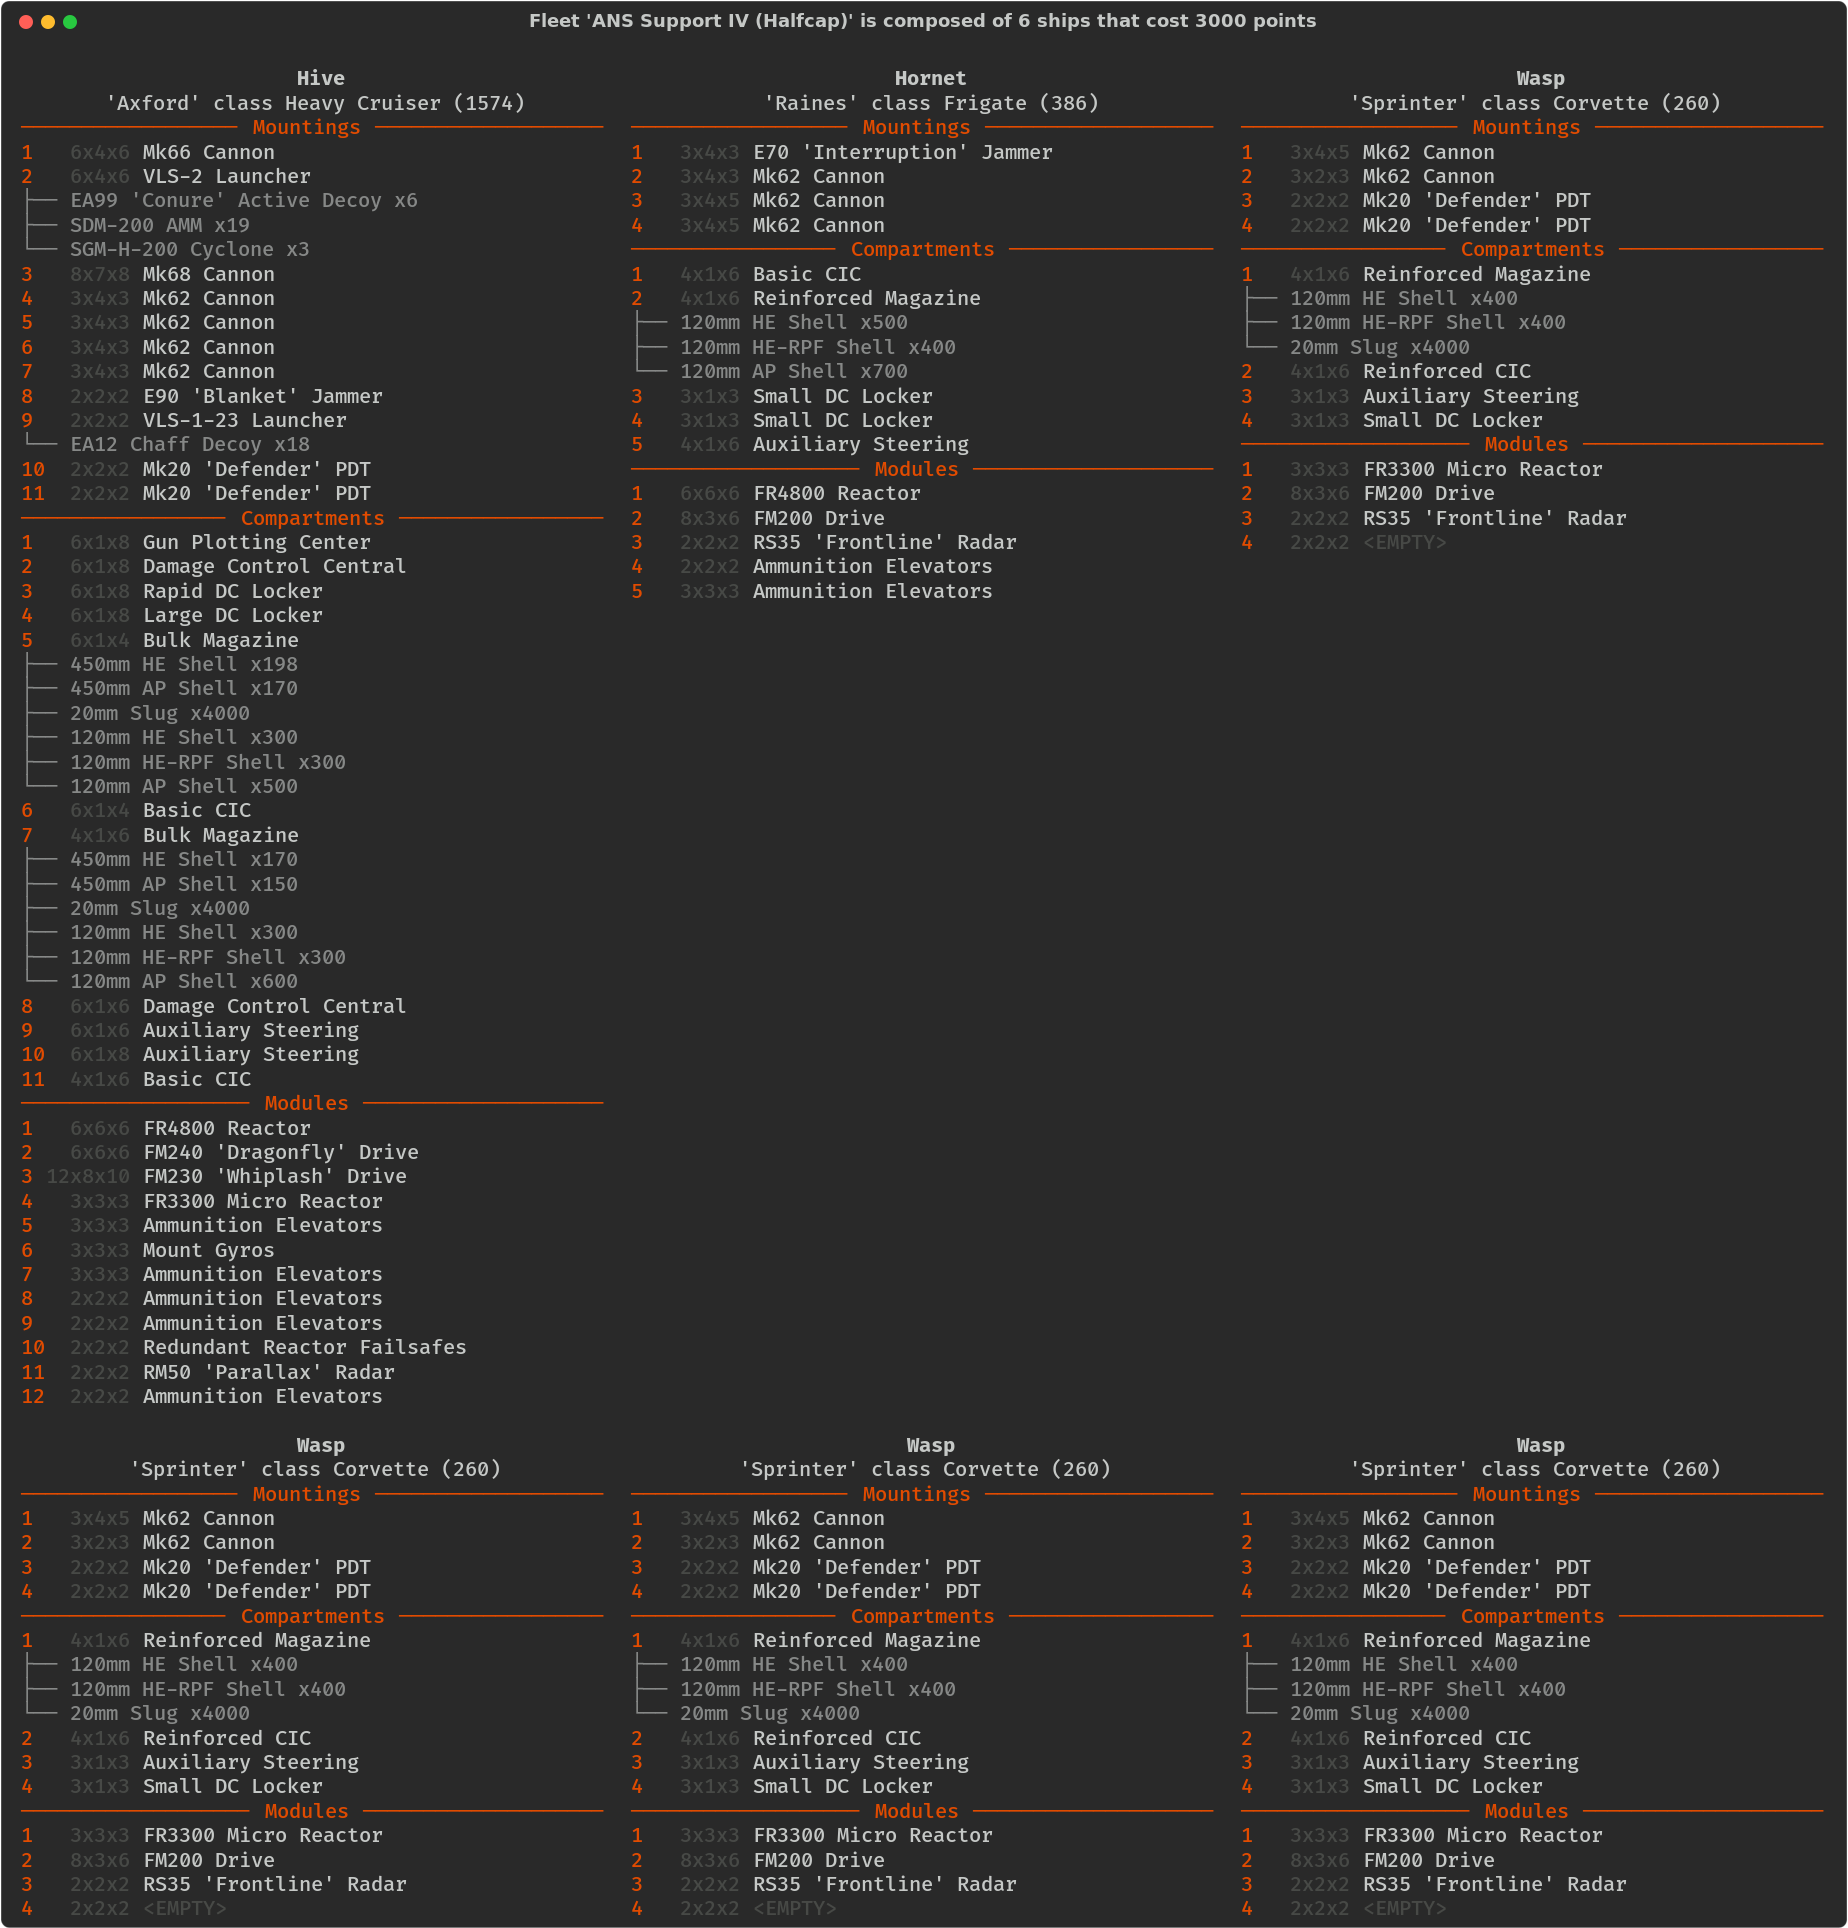 Fleet 'ANS Support IV (Halfcap)' is composed of 6 ships that cost 3000 points
Hive
'Axford' class Heavy Cruiser (1574)
Mountings
1 6x4x6 Mk66 Cannon
2 6x4x6 VLS-2 Launcher
EA99 'Conure' Active Decoy x6
SDM-200 AMM x19
SGM-H-200 Cyclone x3
3 8x7x8 Mk68 Cannon
4 3x4x3 Mk62 Cannon
5 3x4x3 Mk62 Cannon
6 3x4x3 Mk62 Cannon
7 3x4x3 Mk62 Cannon
8 2x2x2 E90 'Blanket' Jammer
9 2x2x2 VLS-1-23 Launcher
EA12 Chaff Decoy x18
10 2x2x2 Mk20 'Defender' PDT
11 2x2x2 Mk20 'Defender' PDT
Compartments
1 6x1x8 Gun Plotting Center
2 6x1x8 Damage Control Central
3 6x1x8 Rapid DC Locker
4 6x1x8 Large DC Locker
5 6x1x4 Bulk Magazine
450mm HE Shell x198
450mm AP Shell x170
20mm Slug x4000
120mm HE Shell x300
120mm HE-RPF Shell x300
120mm AP Shell x500
6 6x1x4 Basic CIC
7 4x1x6 Bulk Magazine
450mm HE Shell x170
450mm AP Shell x150
20mm Slug x4000
120mm HE Shell x300
120mm HE-RPF Shell x300
120mm AP Shell x600
8 6x1x6 Damage Control Central
9 6x1x6 Auxiliary Steering
10 6x1x8 Auxiliary Steering
11 4x1x6 Basic CIC
Modules
1 6x6x6 FR4800 Reactor
2 6x6x6 FM240 'Dragonfly' Drive
3 12x8x10 FM230 'Whiplash' Drive
4 3x3x3 FR3300 Micro Reactor
5 3x3x3 Ammunition Elevators
6 3x3x3 Mount Gyros
7 3x3x3 Ammunition Elevators
8 2x2x2 Ammunition Elevators
9 2x2x2 Ammunition Elevators
10 2x2x2 Redundant Reactor Failsafes
11 2x2x2 RM50 'Parallax' Radar
12 2x2x2 Ammunition Elevators
Hornet
'Raines' class Frigate (386)
Mountings
1 3x4x3 E70 'Interruption' Jammer
2 3x4x3 Mk62 Cannon
3 3x4x5 Mk62 Cannon
4 3x4x5 Mk62 Cannon
Compartments
1 4x1x6 Basic CIC
2 4x1x6 Reinforced Magazine
120mm HE Shell x500
120mm HE-RPF Shell x400
120mm AP Shell x700
3 3x1x3 Small DC Locker
4 3x1x3 Small DC Locker
5 4x1x6 Auxiliary Steering
Modules
1 6x6x6 FR4800 Reactor
2 8x3x6 FM200 Drive
3 2x2x2 RS35 'Frontline' Radar
4 2x2x2 Ammunition Elevators
5 3x3x3 Ammunition Elevators
Wasp
'Sprinter' class Corvette (260)
Mountings
1 3x4x5 Mk62 Cannon
2 3x2x3 Mk62 Cannon
3 2x2x2 Mk20 'Defender' PDT
4 2x2x2 Mk20 'Defender' PDT
Compartments
1 4x1x6 Reinforced Magazine
120mm HE Shell x400
120mm HE-RPF Shell x400
20mm Slug x4000
2 4x1x6 Reinforced CIC
3 3x1x3 Auxiliary Steering
4 3x1x3 Small DC Locker
Modules
1 3x3x3 FR3300 Micro Reactor
2 8x3x6 FM200 Drive
3 2x2x2 RS35 'Frontline' Radar
4 2x2x2 <EMPTY>
Wasp
'Sprinter' class Corvette (260)
Mountings
1 3x4x5 Mk62 Cannon
2 3x2x3 Mk62 Cannon
3 2x2x2 Mk20 'Defender' PDT
4 2x2x2 Mk20 'Defender' PDT
Compartments
1 4x1x6 Reinforced Magazine
120mm HE Shell x400
120mm HE-RPF Shell x400
20mm Slug x4000
2 4x1x6 Reinforced CIC
3 3x1x3 Auxiliary Steering
4 3x1x3 Small DC Locker
Modules
1 3x3x3 FR3300 Micro Reactor
2 8x3x6 FM200 Drive
3 2x2x2 RS35 'Frontline' Radar
4 2x2x2 <EMPTY>
Wasp
'Sprinter' class Corvette (260)
Mountings
1 3x4x5 Mk62 Cannon
2 3x2x3 Mk62 Cannon
3 2x2x2 Mk20 'Defender' PDT
4 2x2x2 Mk20 'Defender' PDT
Compartments
1 4x1x6 Reinforced Magazine
120mm HE Shell x400
120mm HE-RPF Shell x400
20mm Slug x4000
2 4x1x6 Reinforced CIC
3 3x1x3 Auxiliary Steering
4 3x1x3 Small DC Locker
Modules
1 3x3x3 FR3300 Micro Reactor
2 8x3x6 FM200 Drive
3 2x2x2 RS35 'Frontline' Radar
4 2x2x2 <EMPTY>
Wasp
'Sprinter' class Corvette (260)
Mountings
1 3x4x5 Mk62 Cannon
2 3x2x3 Mk62 Cannon
3 2x2x2 Mk20 'Defender' PDT
4 2x2x2 Mk20 'Defender' PDT
Compartments
1 4x1x6 Reinforced Magazine
120mm HE Shell x400
120mm HE-RPF Shell x400
20mm Slug x4000
2 4x1x6 Reinforced CIC
3 3x1x3 Auxiliary Steering
4 3x1x3 Small DC Locker
Modules
1 3x3x3 FR3300 Micro Reactor
2 8x3x6 FM200 Drive
3 2x2x2 RS35 'Frontline' Radar
4 2x2x2 <EMPTY>